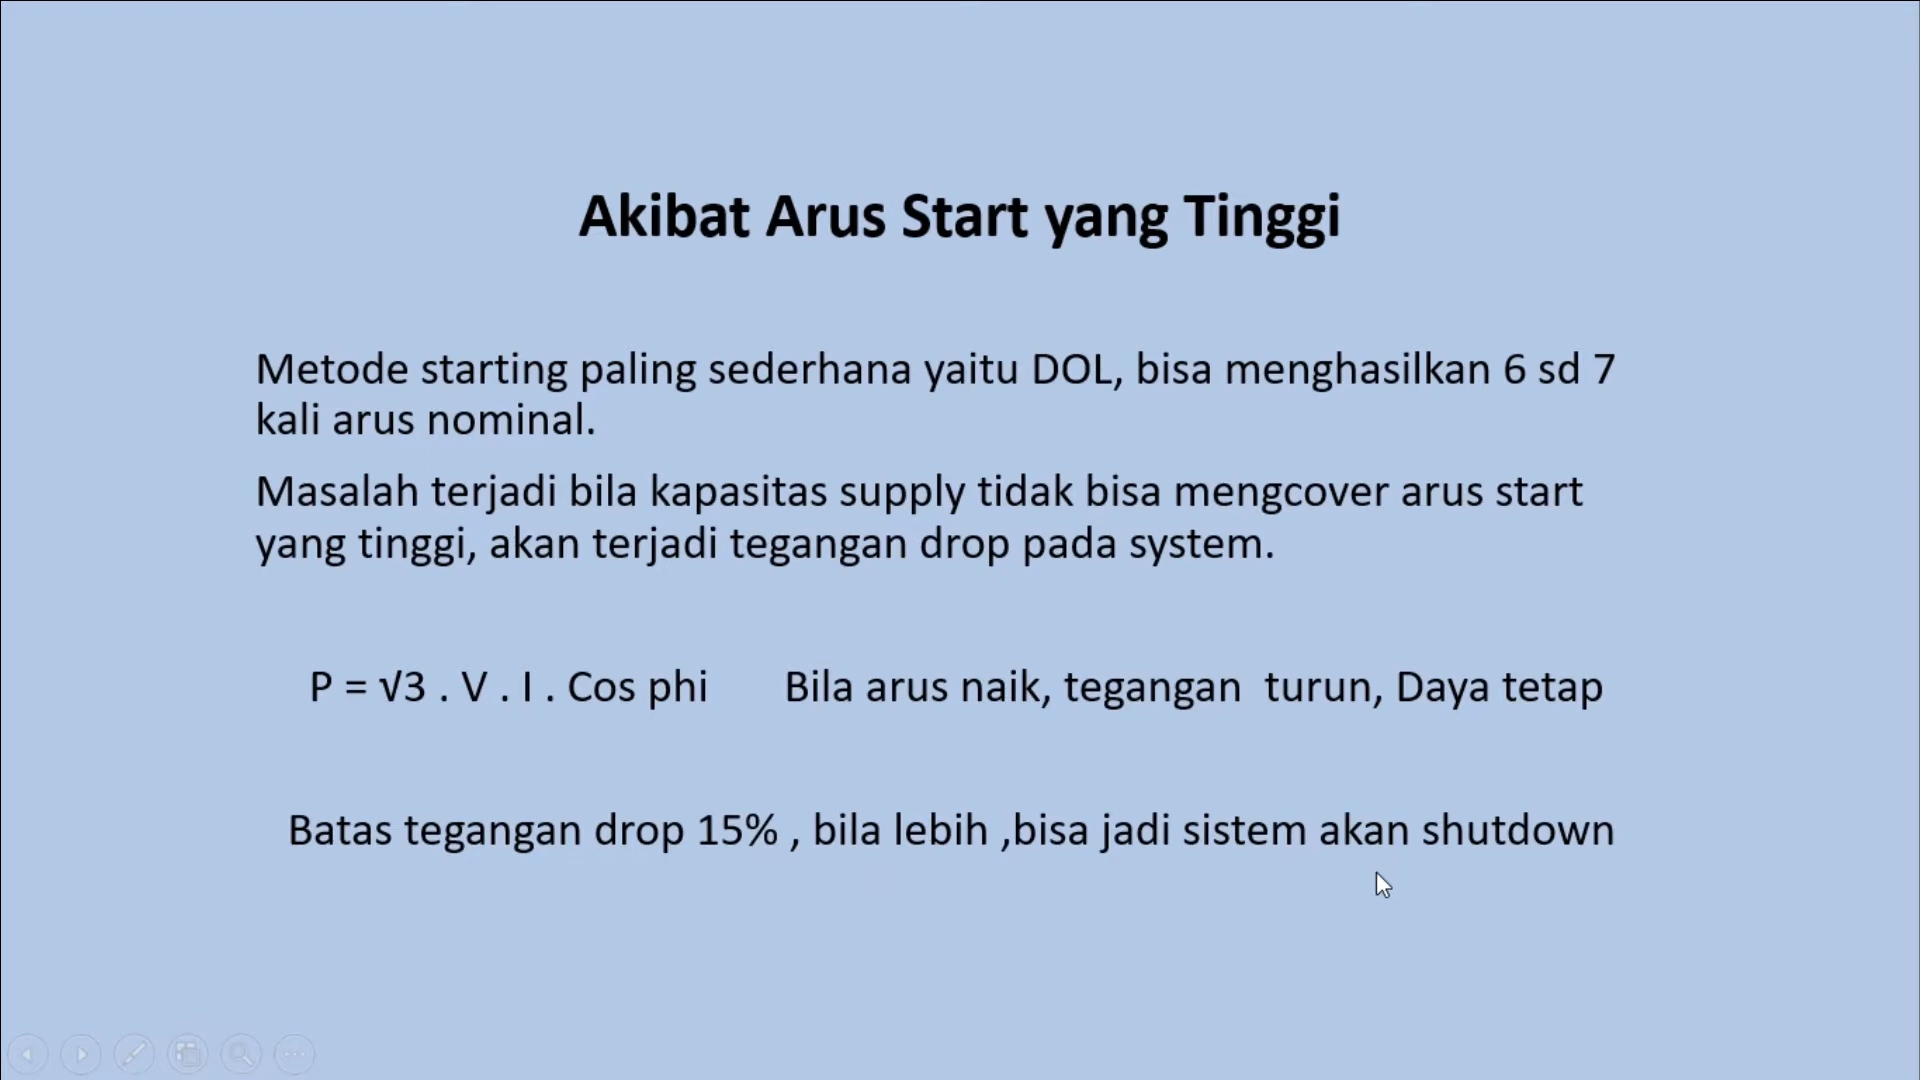 Akibat Arus Start yang Tinggi
Metode starting paling sederhana yaitu DOL, bisa menghasilkan 6 sd 7
kali arus nominal.
Masalah terjadi bila kapasitas supply tidak bisa mengcover arus start
yang tinggi, akan terjadi tegangan drop pada system.
P = √3 . V . I . Cos phi Bila arus naik, tegangan turun, Daya tetap
Batas tegangan drop 15% , bila lebih ,bisa jadi sistem akan shutdown